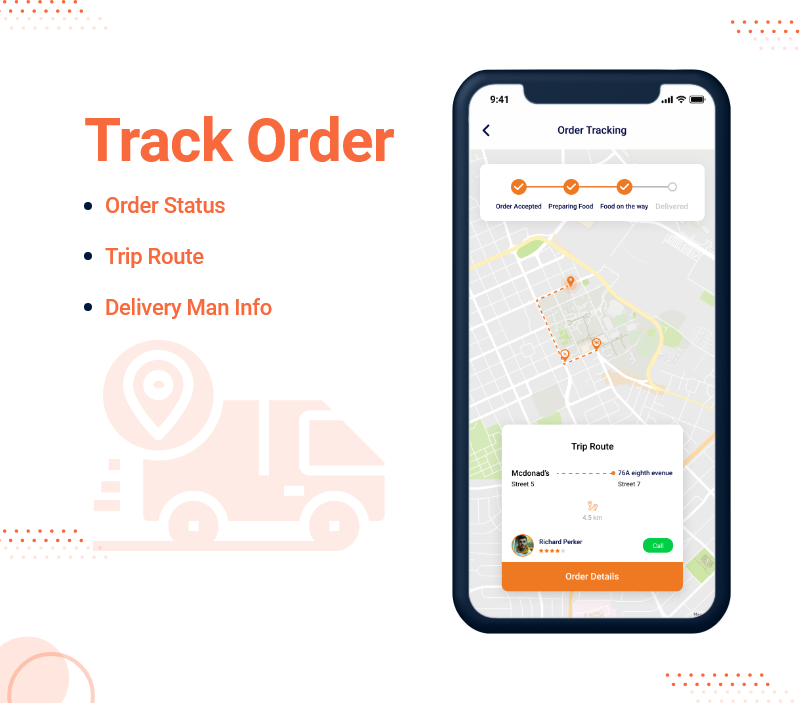 Track Order
Order Status
Trip Route
Delivery Man Info
9:41
Order Tracking
Order Accepted Preparing Food Food on the way Delivered
Trip Route
Mcdonad's 76A eighth evenue
Street 5 Street 7
4.5 km
Richard Perker
Call
Order Details